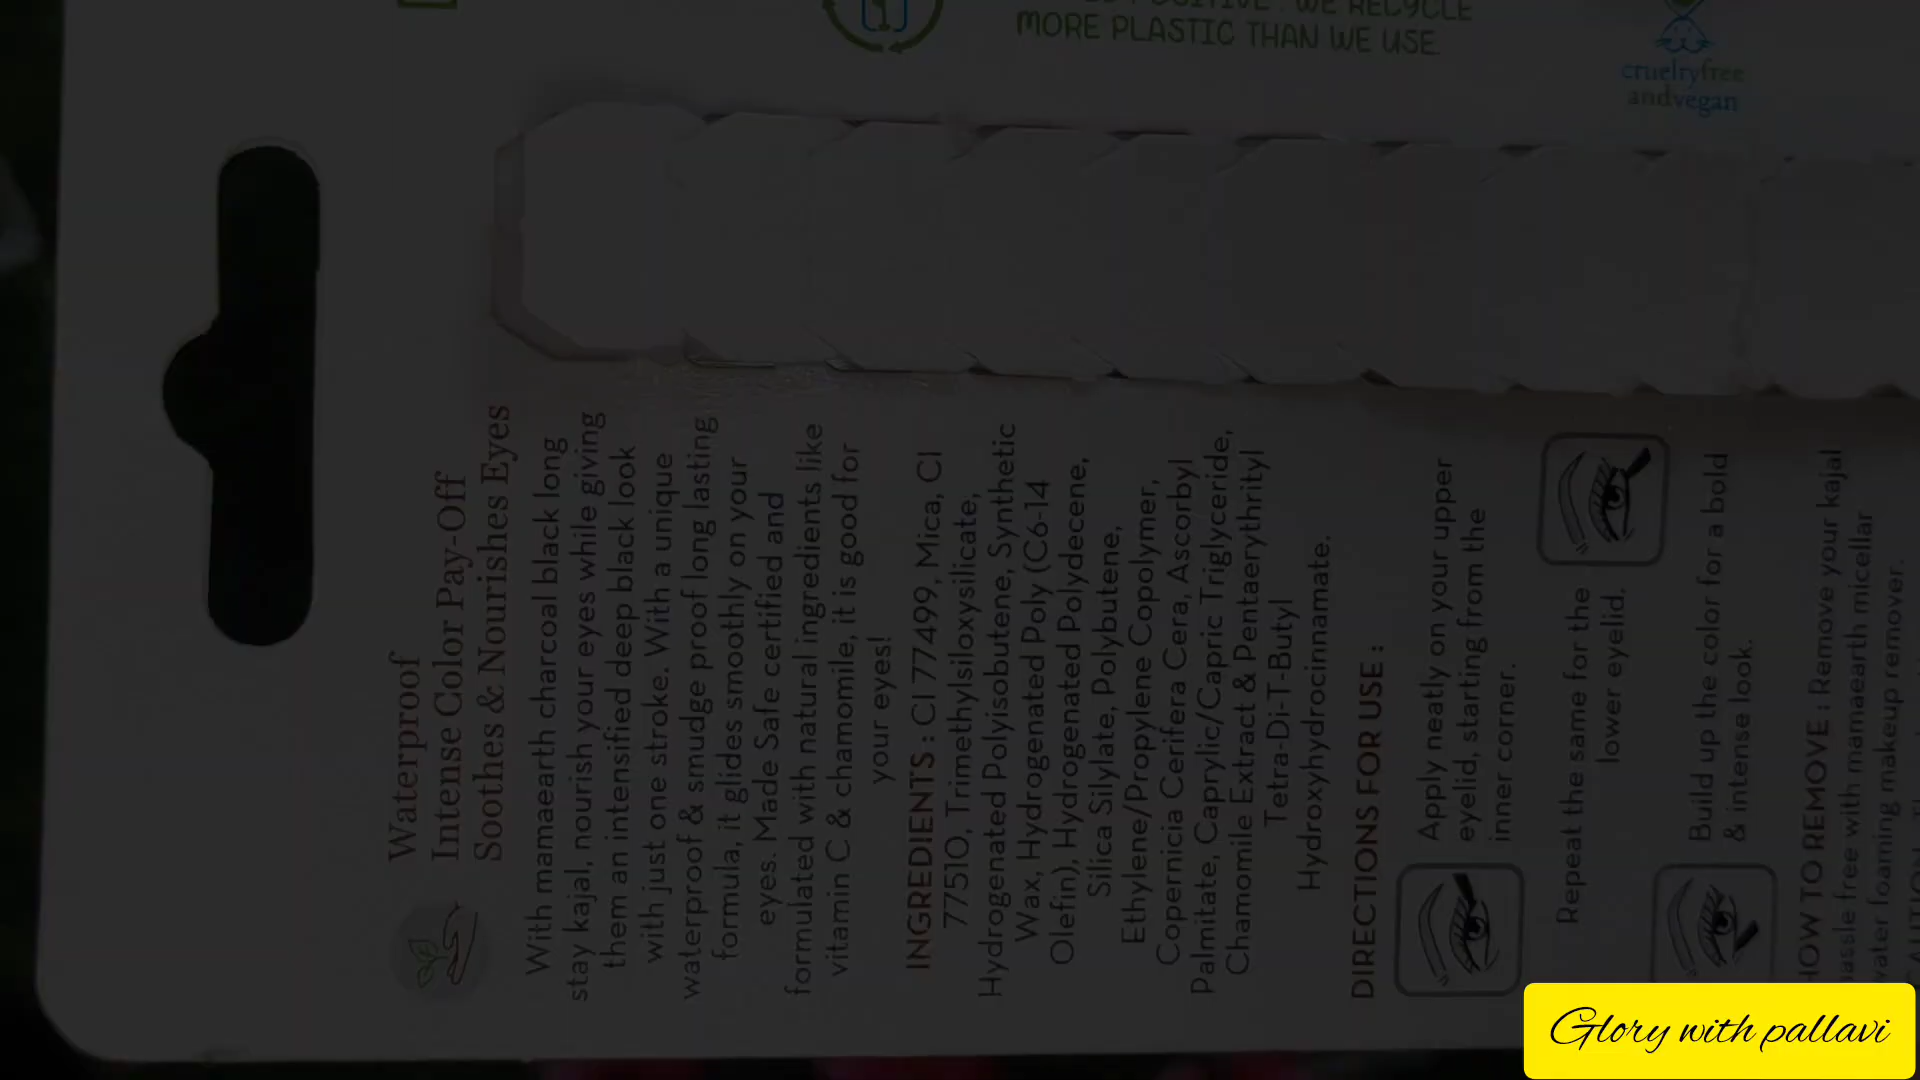 MORE PLASTIC THAN WE USE.
cruelty free
and vegan
Waterproof
Intense Color Pay-Off
Soothes & Nourishes Eyes
With mamaearth charcoal black long
stay kajal, nourish your eyes while giving
them an intensified deep black look
with just one stroke. With a unique
waterproof & smudge proof long lasting
formula, it glides smoothly on your
eyes. Made Safe certified and
formulated with natural ingredients like
vitamin C & chamomile, it is good for
your eyes!
INGREDIENTS : CI 77499, Mica, CI
77510, Trimethylsiloxysilicate,
Hydrogenated Polyisobutene, Synthetic
Wax, Hydrogenated Poly (C6-14
Olefin), Hydrogenated Polydecene,
Silica Silylate, Polybutene,
Ethylene/Propylene Copolymer,
Copernicia Cerifera Cera, Ascorbyl
Palmitate, Caprylic/Capric Triglyceride,
Chamomile Extract & Pentaerythrityl
Tetra-Di-T-Butyl
Hydroxyhydrocinnamate.
DIRECTIONS FOR USE :
Apply neatly on your upper
eyelid, starting from the
inner corner.
Repeat the same for the
lower eyelid.
Build up the color for a bold
& intense look.
HOW TO REMOVE : Remove your kajal
hassle free with mamaearth micellar
water foaming makeup remover.
Glory with pallavi